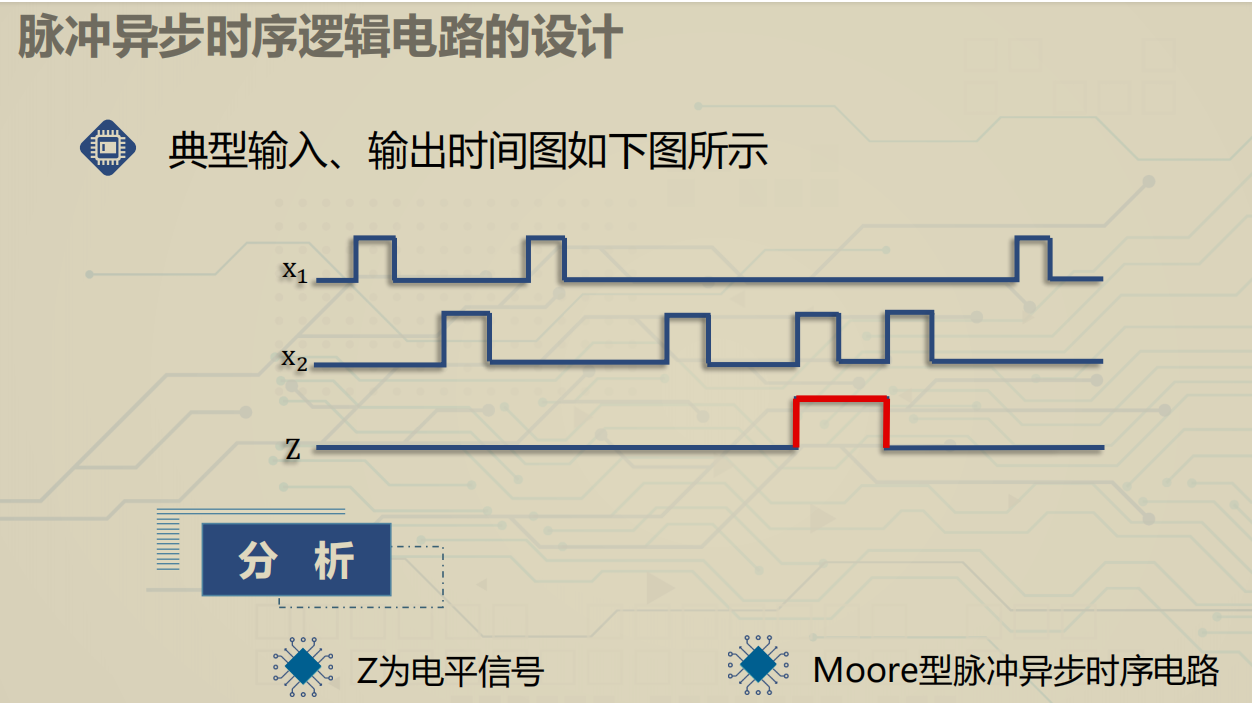 脉冲异步时序逻辑电路的设计
典型输入、输出时间图如下图所示
x₁
x₂
Z
分 析
Z为电平信号
Moore型脉冲异步时序电路